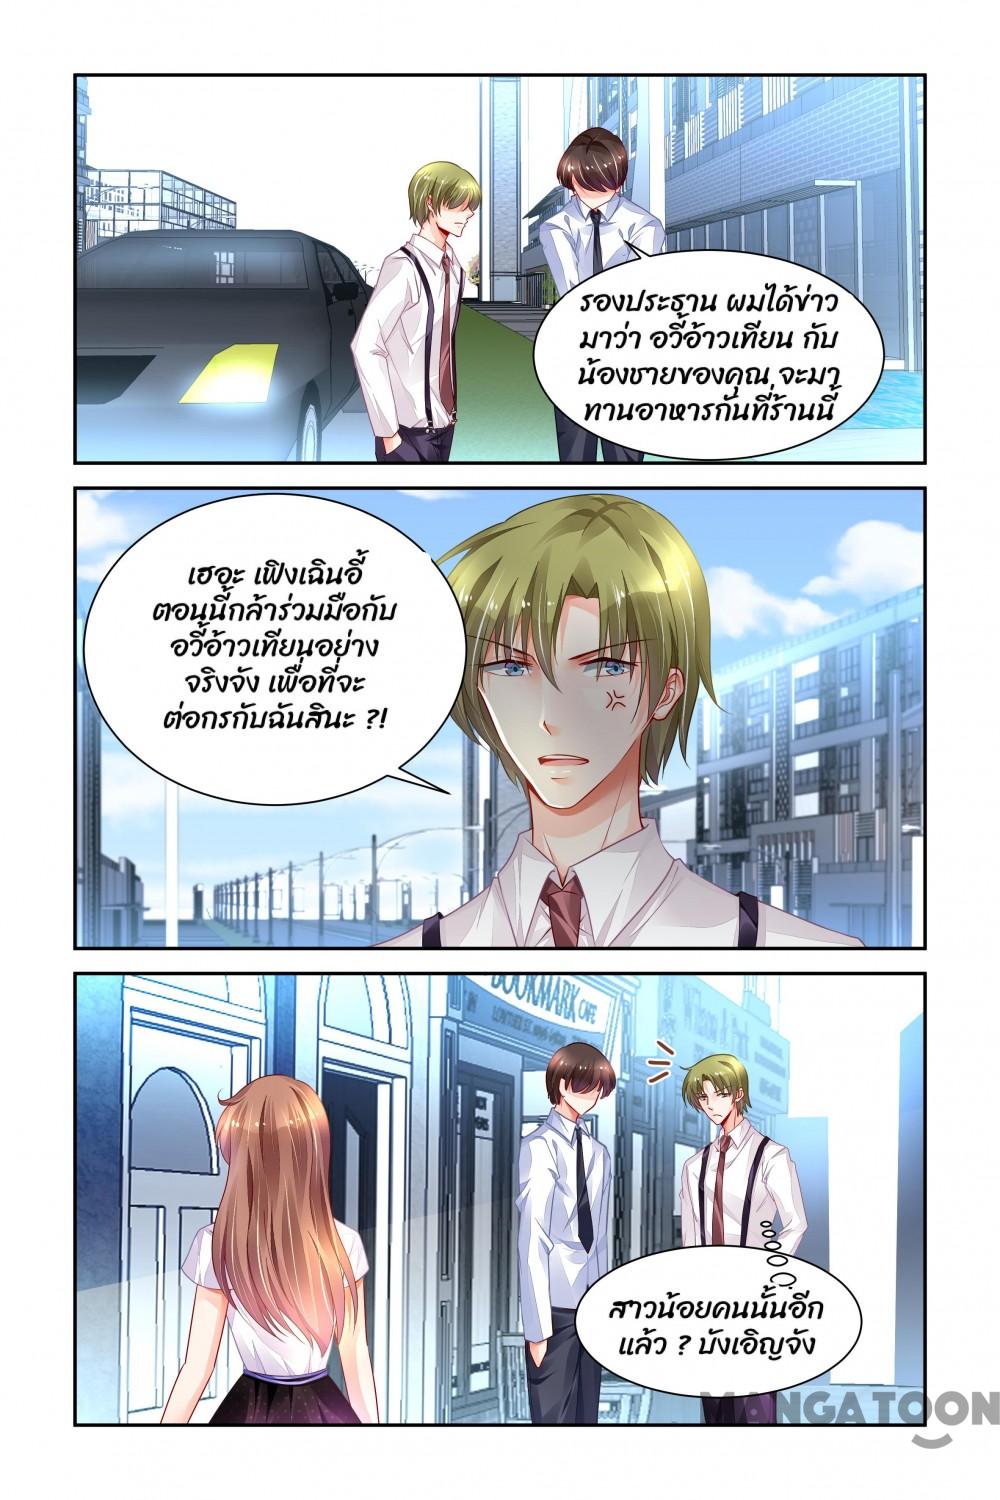 รองประธาน ผมได้ข่าว
มาว่า อวี้อ้าวเทียน กับ
น้องชายของคุณ จะมา
ทานอาหารกันที่ร้านนี้
เฮอะ เฟิงเฉินอี้
ตอนนี้กล้าร่วมมือกับ
อวี้อ้าวเทียนอย่าง
จริงจัง เพื่อที่จะ
ต่อกรกับฉันสินะ ?!
BOOKMARK
CAFE
สาวน้อยคนนั้นอีก
แล้ว ? บังเอิญจัง
MANGATOON